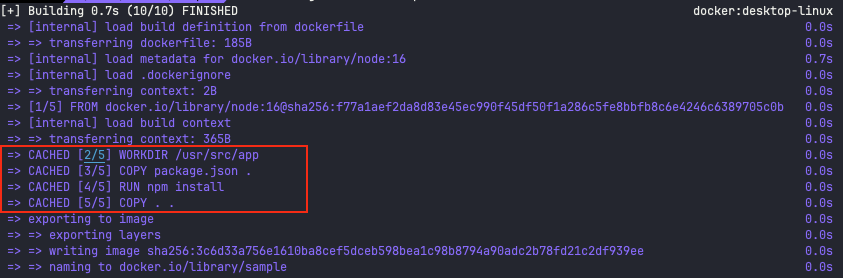 [+] Building 0.7s (10/10) FINISHED docker:desktop-linux
=> [internal] load build definition from dockerfile 0.0s
=> => transferring dockerfile: 185B 0.0s
=> [internal] load metadata for docker.io/library/node:16 0.7s
=> [internal] load .dockerignore 0.0s
=> => transferring context: 2B 0.0s
=> [1/5] FROM docker.io/library/node:16@sha256:f77a1aef2da8d83e45ec990f45df50f1a286c5fe8bbfb8c6e4246c6389705c0b 0.0s
=> [internal] load build context 0.0s
=> => transferring context: 365B 0.0s
=> CACHED [2/5] WORKDIR /usr/src/app 0.0s
=> CACHED [3/5] COPY package.json . 0.0s
=> CACHED [4/5] RUN npm install 0.0s
=> CACHED [5/5] COPY . . 0.0s
=> exporting to image 0.0s
=> => exporting layers 0.0s
=> => writing image sha256:3c6d33a756e1610ba8cef5dceb598bea1c98b8794a90adc2b78fd21c2df939ee 0.0s
=> => naming to docker.io/library/sample 0.0s